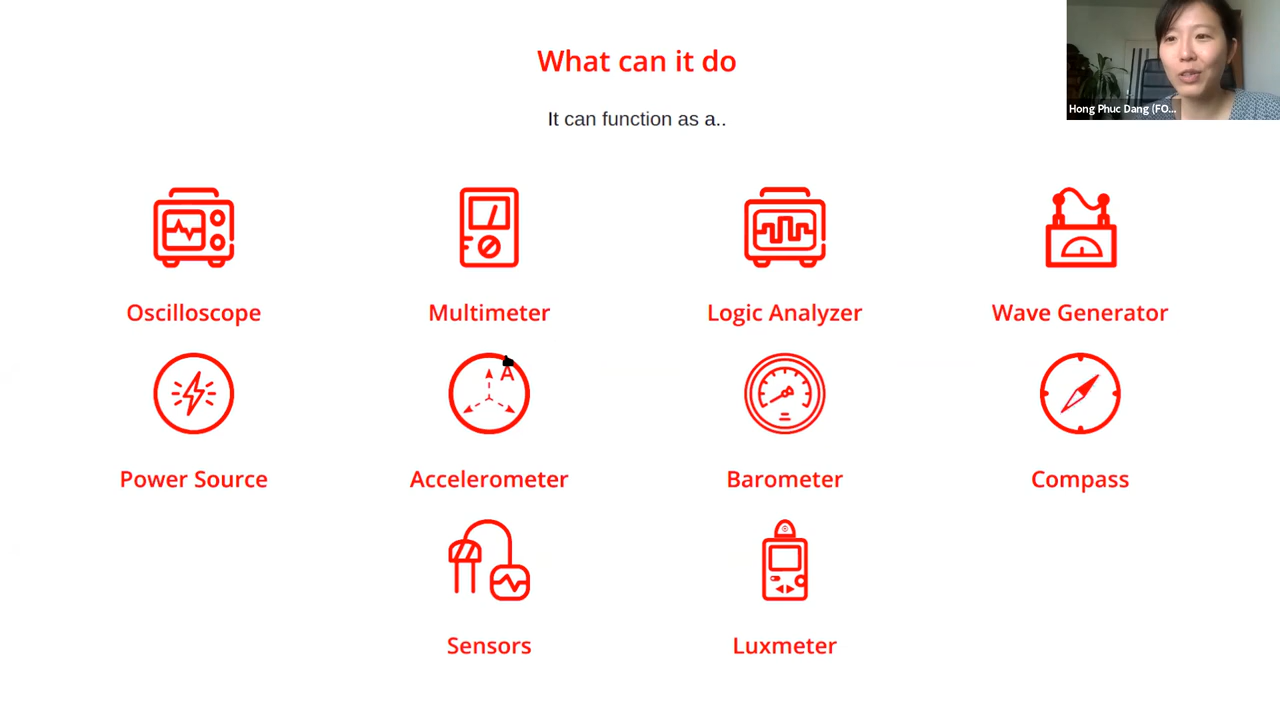 What can it do
It can function as a..
Hong Phuc Dang (FO...
Oscilloscope
Multimeter
Logic Analyzer
Wave Generator
A
Power Source
Accelerometer
Barometer
Compass
Sensors
Luxmeter